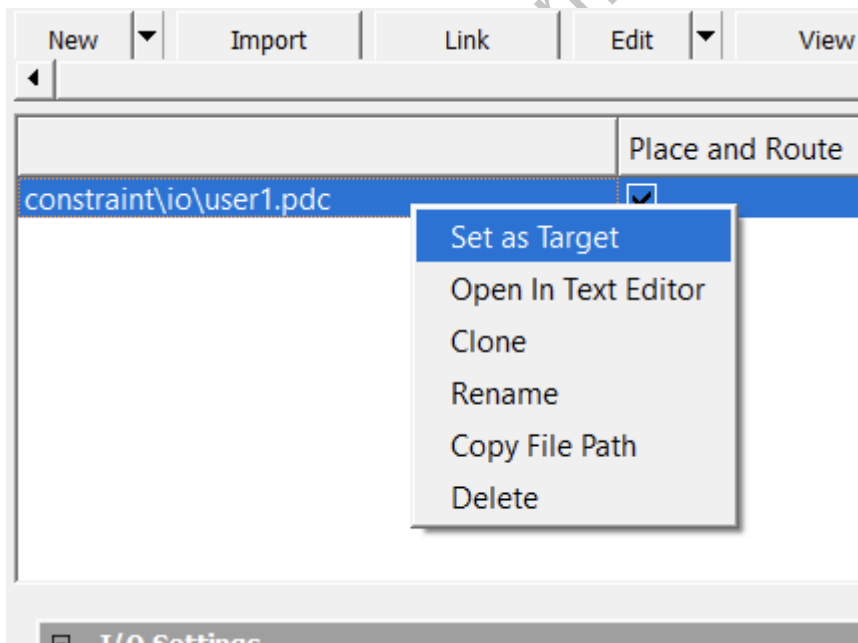 New Import Link Edit View
Place and Route
constraint\io\user1.pdc
Set as Target
Open In Text Editor
Clone
Rename
Copy File Path
Delete
I/O Settings